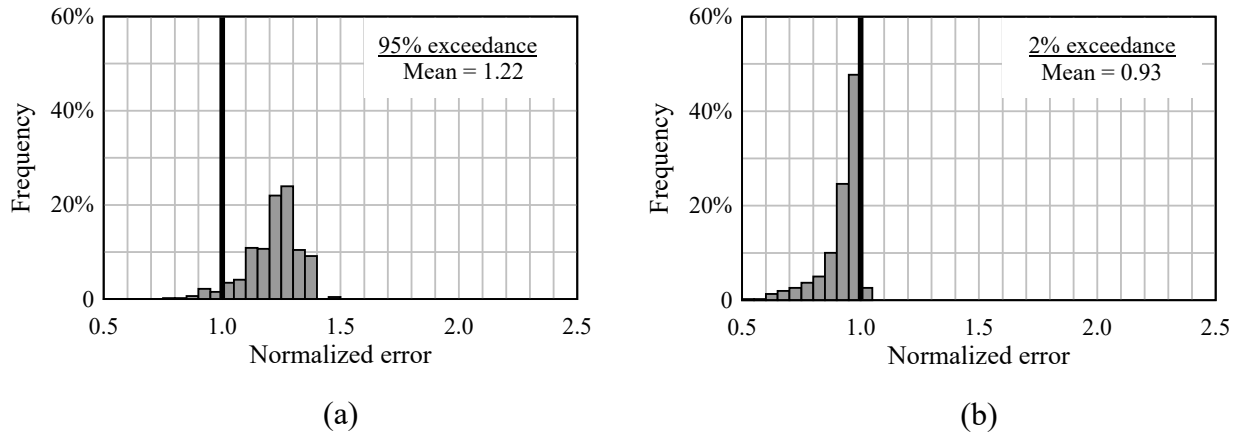 60%
40%
20%
0
Frequency
95% exceedance
Mean = 1.22
0.5 1.0 1.5 2.0 2.5
Normalized error
(a)
60%
40%
20%
0
Frequency
2% exceedance
Mean = 0.93
0.5 1.0 1.5 2.0 2.5
Normalized error
(b)